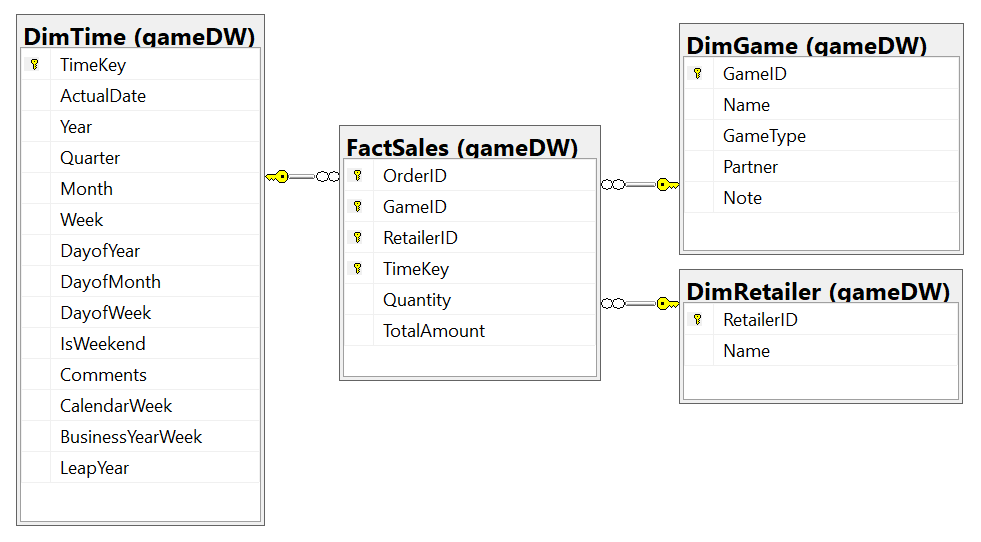 DimTime (gameDW)
TimeKey
ActualDate
Year
Quarter
Month
Week
DayofYear
DayofMonth
DayofWeek
IsWeekend
Comments
CalendarWeek
BusinessYearWeek
LeapYear
FactSales (gameDW)
OrderID
GameID
RetailerID
TimeKey
Quantity
TotalAmount
DimGame (gameDW)
GameID
Name
GameType
Partner
Note
DimRetailer (gameDW)
RetailerID
Name